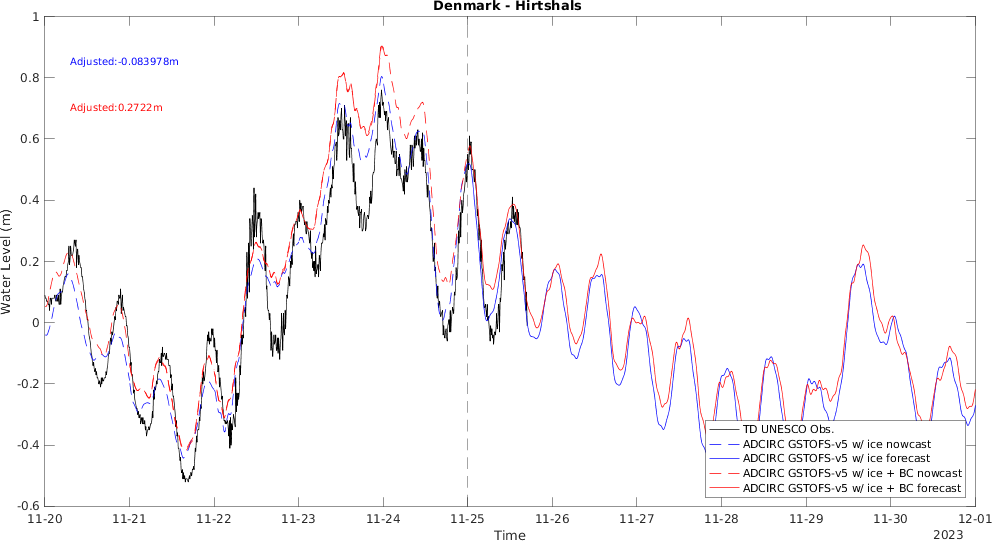 Denmark - Hirtshals
1
0.8
0.6
0.4
0.2
0
-0.2
-0.4
-0.6
Water Level (m)
Adjusted:-0.083978m
Adjusted:0.2722m
TD UNESCO Obs.
ADCIRC GSTOFS-v5 w/ ice nowcast
ADCIRC GSTOFS-v5 w/ ice forecast
ADCIRC GSTOFS-v5 w/ ice + BC nowcast
ADCIRC GSTOFS-v5 w/ ice + BC forecast
11-20 11-21 11-22 11-23 11-24 11-25 11-26 11-27 11-28 11-29 11-30 12-01
Time
2023